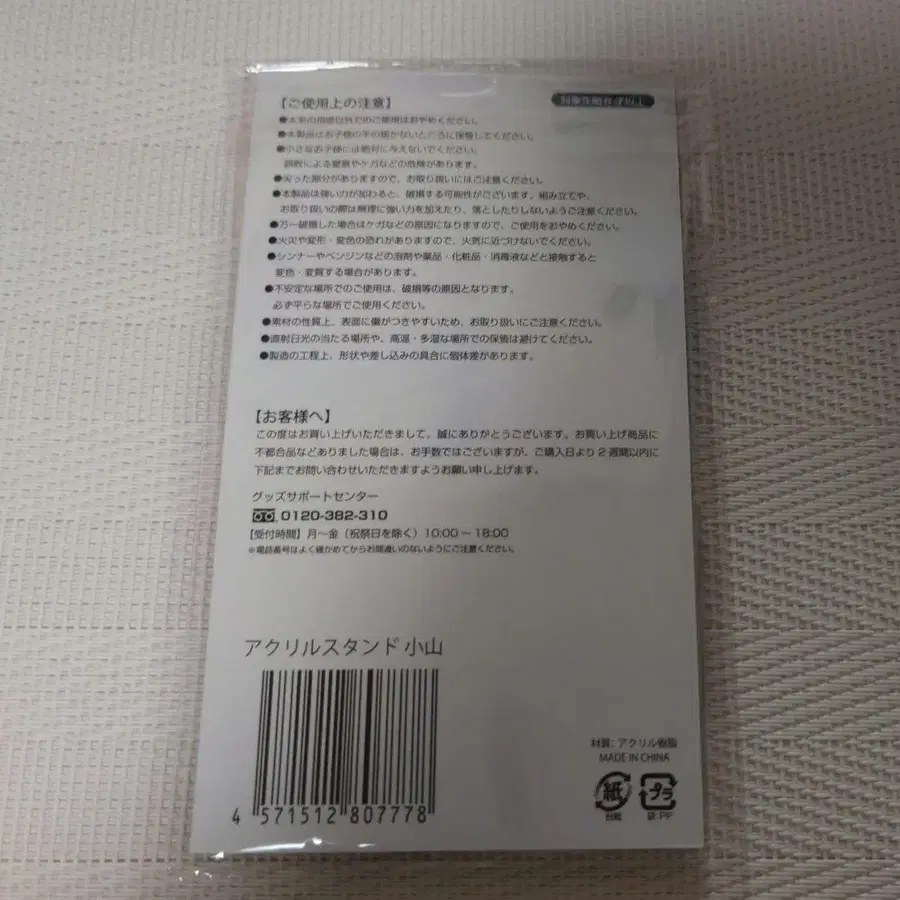 【ご使用上の注意】
対象年齢15才以上
●本来の用途以外でのご使用はおやめください。
●本製品はお子様の手の届かないところに保管してください。
●小さなお子様には絶対に与えないでください。
誤飲による窒息やケガなどの危険があります。
●尖った部分がありますので、お取り扱いにはご注意ください。
●本製品は強い力が加わると、破損する可能性がございます。組み立てや、
お取り扱いの際は無理に強い力を加えたり、落としたりしないようご注意ください。
●万一破損した場合はケガなどの原因になりますので、ご使用をおやめください。
●火災や変形・変色の恐れがありますので、火気に近づけないでください。
●シンナーやベンジンなどの溶剤や薬品・化粧品・消毒液などと接触すると
変色・変質する場合があります。
●不安定な場所でのご使用は、破損等の原因となります。
必ず平らな場所でご使用ください。
●素材の性質上、表面に傷がつきやすいため、お取り扱いにご注意ください。
●直射日光の当たる場所や、高温・多湿な場所での保管は避けてください。
●製造の工程上、形状や差し込みの具合に個体差があります。
【お客様へ】
この度はお買い上げいただきまして、誠にありがとうございます。お買い上げ商品に
不都合品などありました場合は、お手数ではございますが、ご購入日より2週間以内に
下記までお問い合わせいただきますようお願い申し上げます。
グッズサポートセンター
0120-382-310
【受付時間】月〜金（祝祭日を除く）10:00〜18:00
※電話番号はよく確かめてからお間違いのないようにご注意ください。
アクリルスタンド 小山
4 571512 807778
材質：アクリル樹脂
MADE IN CHINA
紙 プラ
台紙 袋:PP